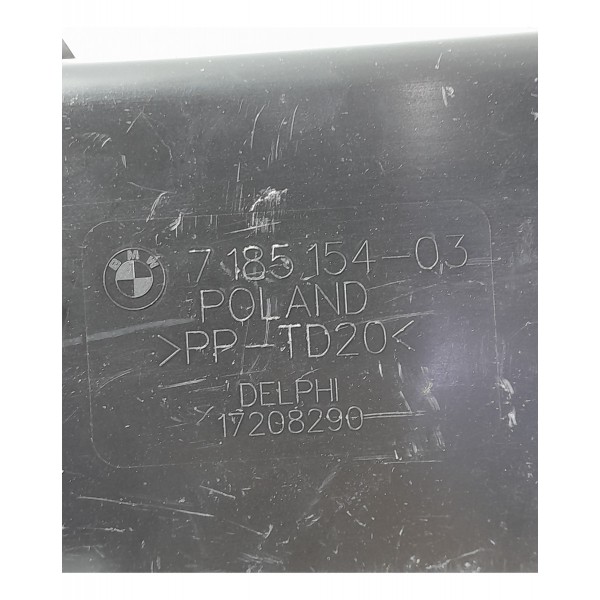 BMW
7 185 154-03
POLAND
>PP-TD20<
DELPHI
17208290